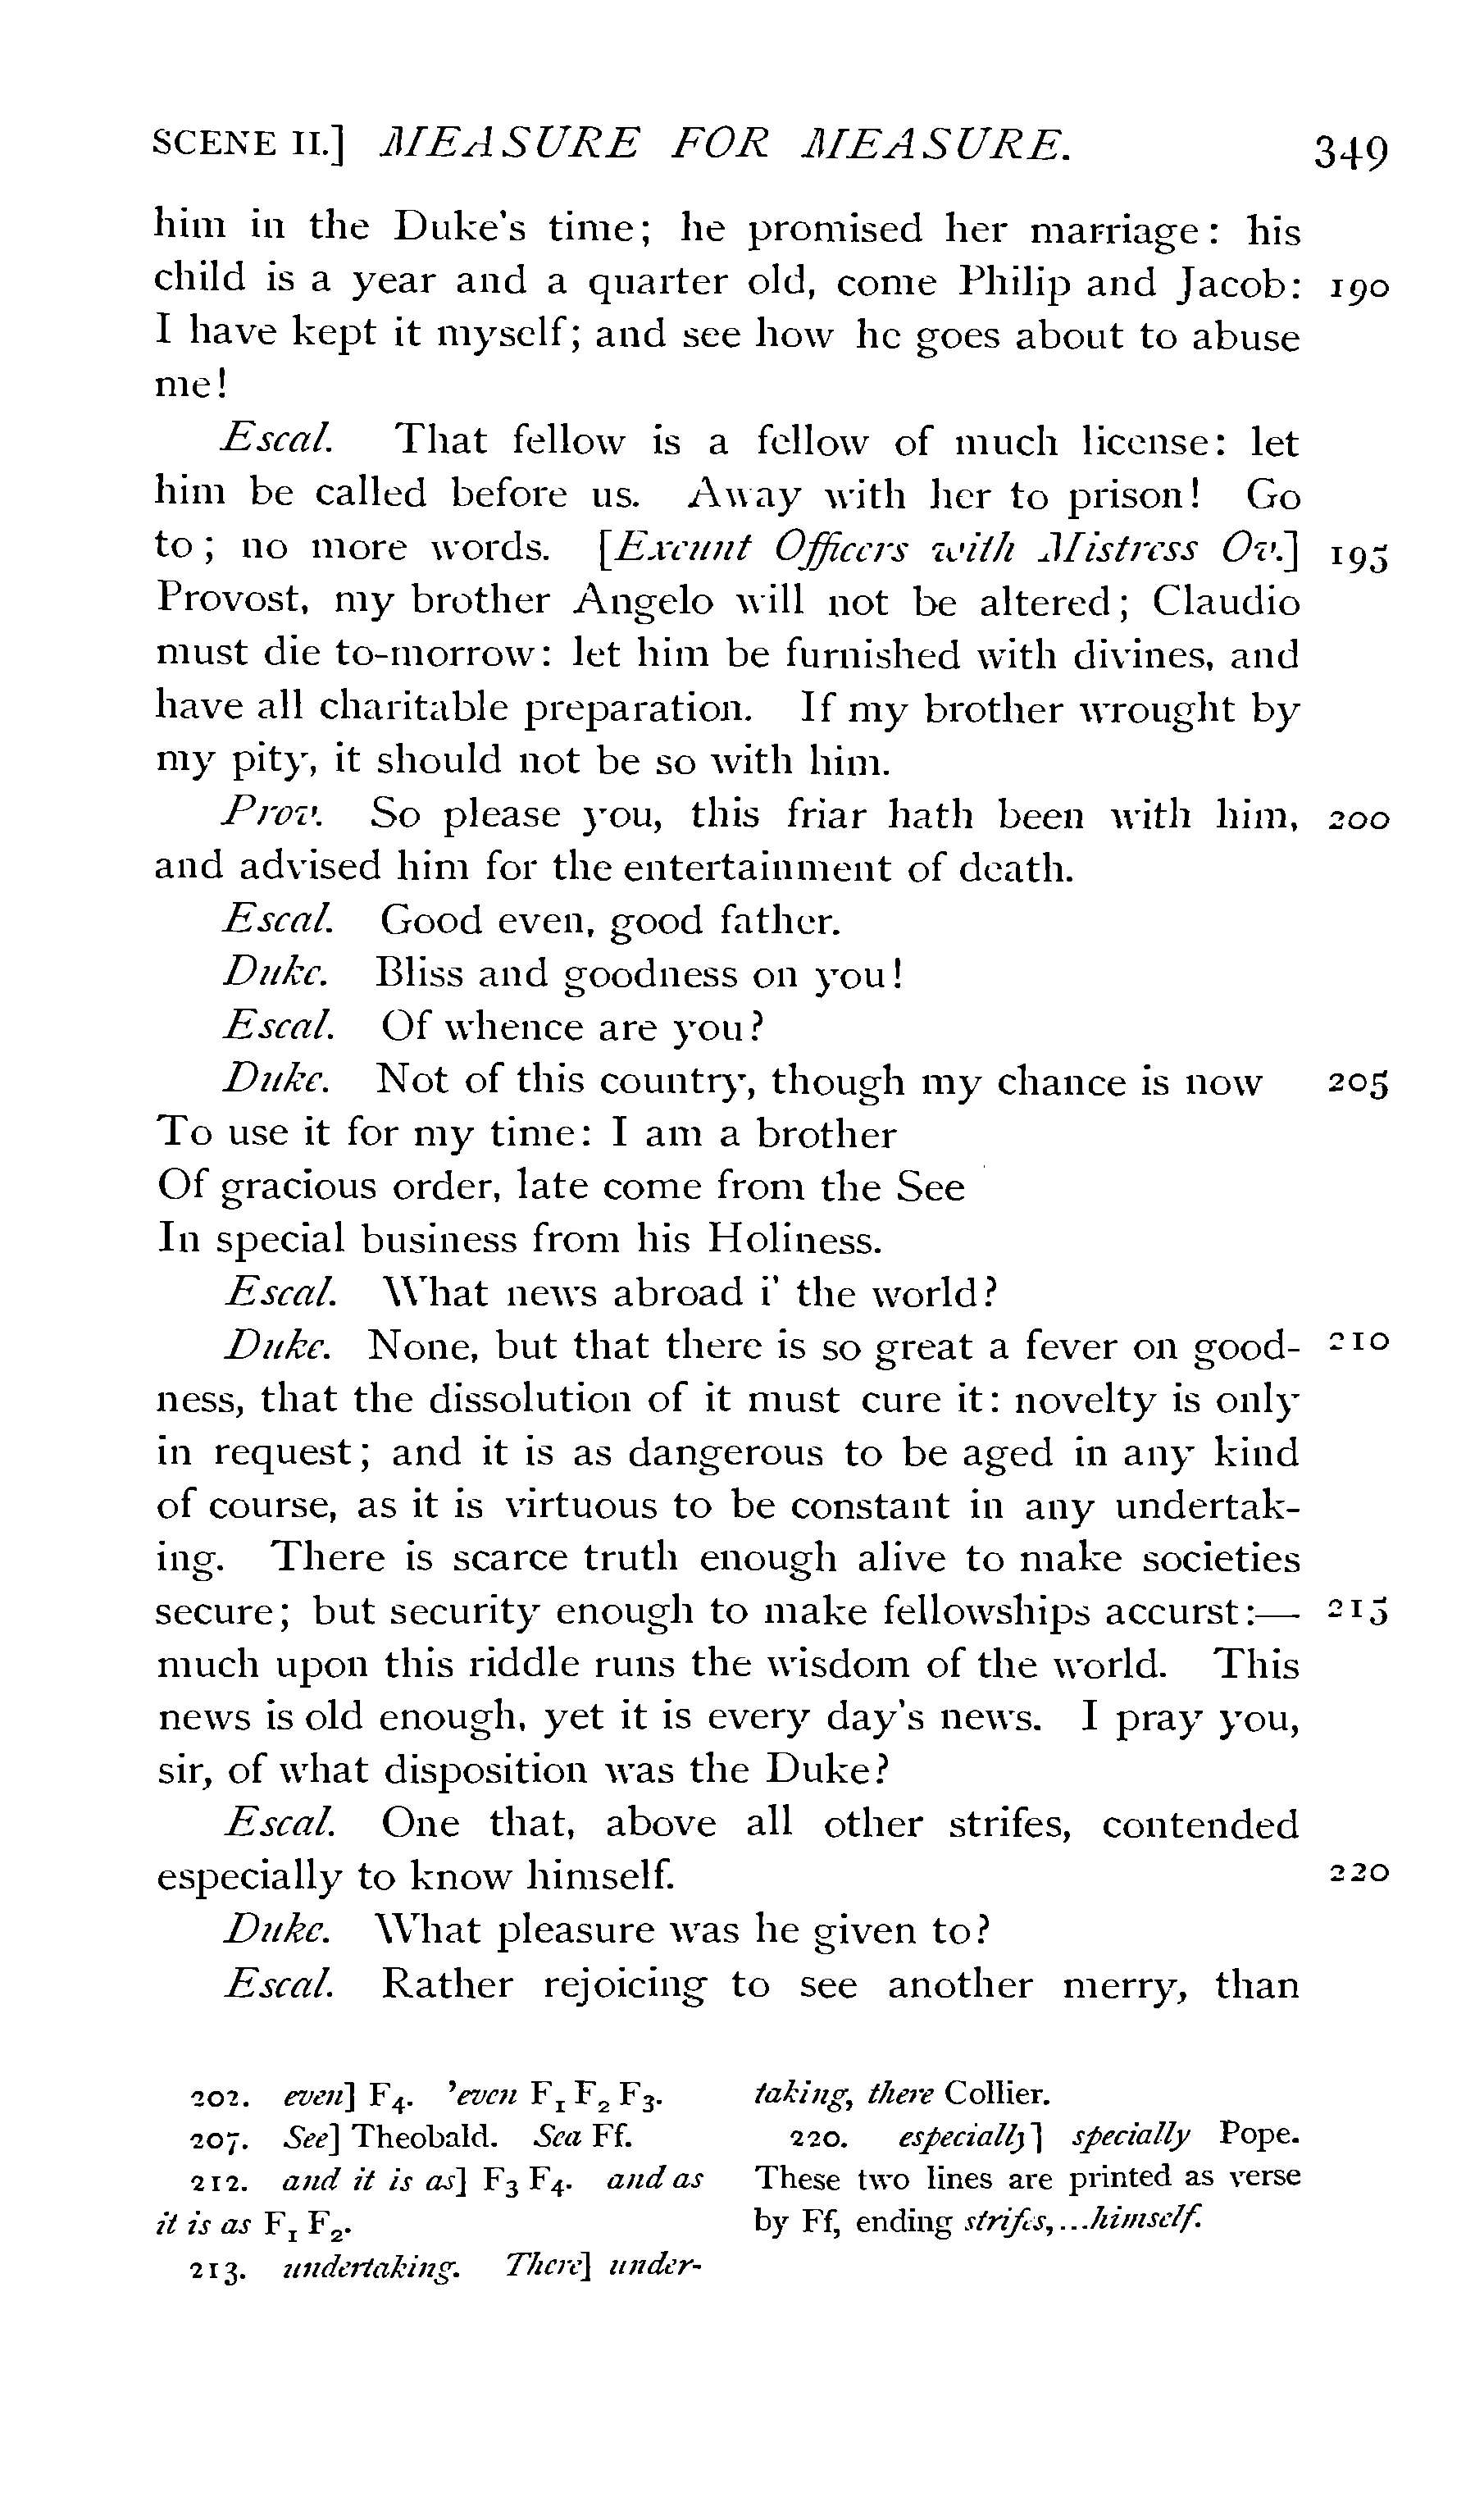 SCENE II.] MEASURE FOR MEASURE. 349
him in the Duke's time; he promised her marriage: his
child is a year and a quarter old, come Philip and Jacob: 190
I have kept it myself; and see how he goes about to abuse
me!
Escal. That fellow is a fellow of much license: let
him be called before us. Away with her to prison! Go
to; no more words. [Exeunt Officers with Mistress Ov.] 195
Provost, my brother Angelo will not be altered; Claudio
must die to-morrow: let him be furnished with divines, and
have all charitable preparation. If my brother wrought by
my pity, it should not be so with him.
Prov. So please you, this friar hath been with him, 200
and advised him for the entertainment of death.
Escal. Good even, good father.
Duke. Bliss and goodness on you!
Escal. Of whence are you?
Duke. Not of this country, though my chance is now 205
To use it for my time: I am a brother
Of gracious order, late come from the See
In special business from his Holiness.
Escal. What news abroad i' the world?
Duke. None, but that there is so great a fever on good- 210
ness, that the dissolution of it must cure it: novelty is only
in request; and it is as dangerous to be aged in any kind
of course, as it is virtuous to be constant in any undertak-
ing. There is scarce truth enough alive to make societies
secure; but security enough to make fellowships accurst:— 215
much upon this riddle runs the wisdom of the world. This
news is old enough, yet it is every day's news. I pray you,
sir, of what disposition was the Duke?
Escal. One that, above all other strifes, contended
especially to know himself. 220
Duke. What pleasure was he given to?
Escal. Rather rejoicing to see another merry, than
202. even] F4. 'even F1 F2 F3.
207. See] Theobald. Sea Ff.
212. and it is as] F3 F4. and as
it is as F1 F2.
213. undertaking. There] under-
taking, there Collier.
220. especially] specially Pope.
These two lines are printed as verse
by Ff, ending strifes,...himself.